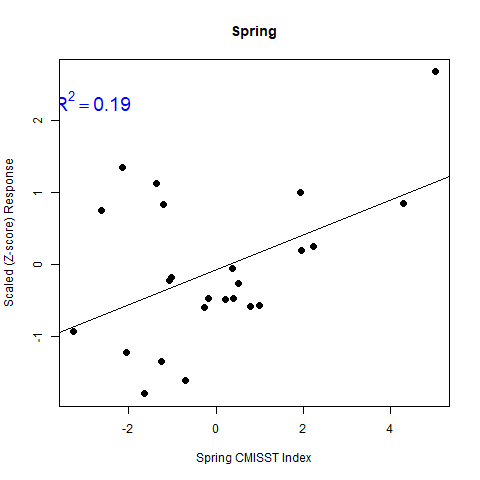 Spring
R² = 0.19
Scaled (Z-score) Response
2
1
0
-1
-2 0 2 4
Spring CMISST Index